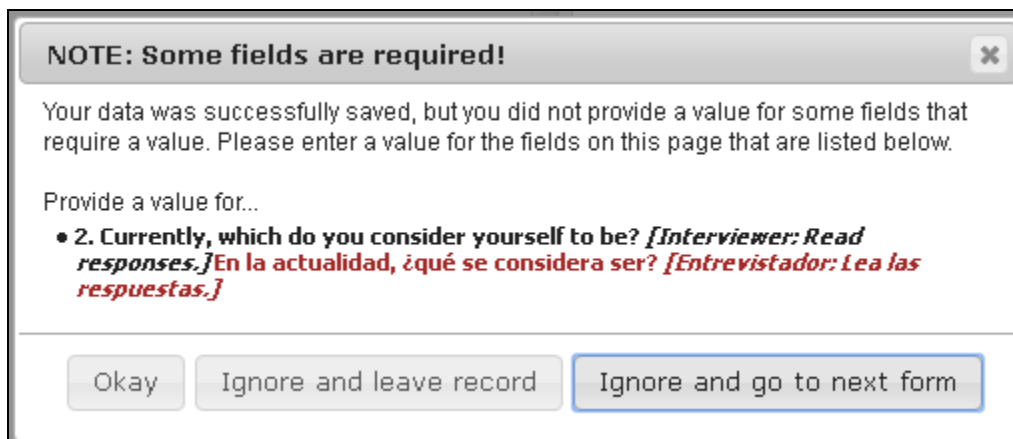 NOTE: Some fields are required!
Your data was successfully saved, but you did not provide a value for some fields that
require a value. Please enter a value for the fields on this page that are listed below.
Provide a value for...
• 2. Currently, which do you consider yourself to be? [Interviewer: Read
responses.]En la actualidad, ¿qué se considera ser? [Entrevistador: Lea las
respuestas.]
Okay
Ignore and leave record
Ignore and go to next form